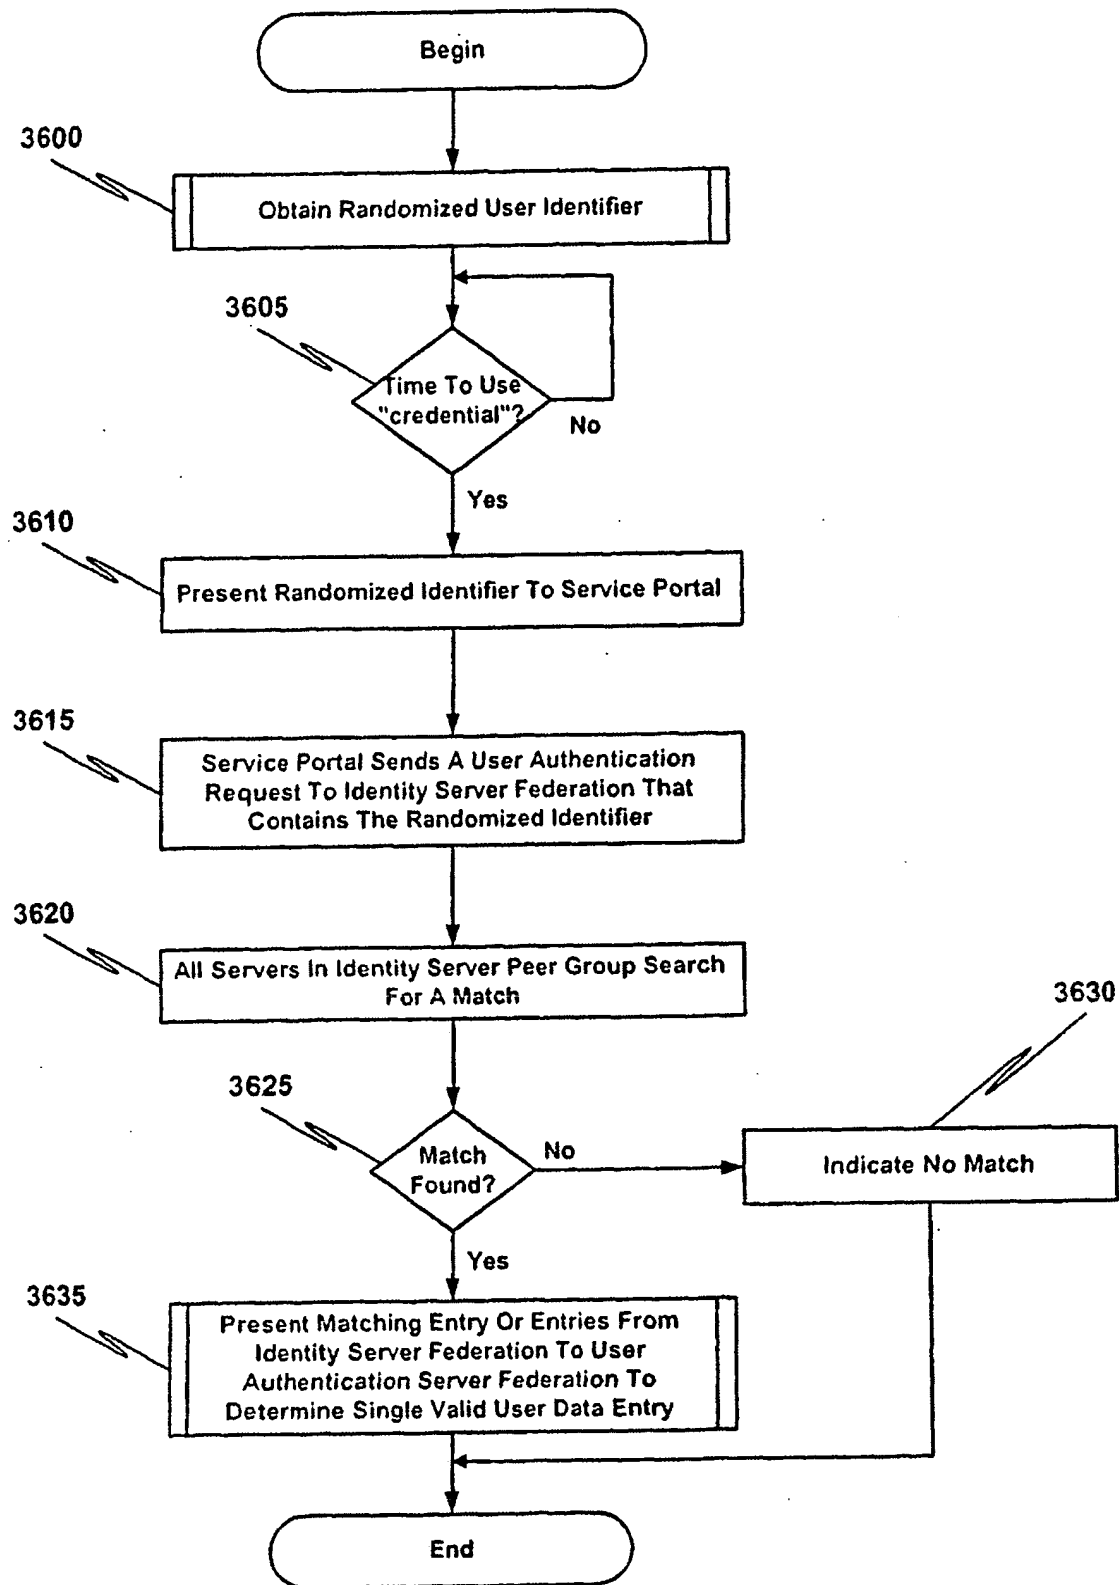 Begin
3600
Obtain Randomized User Identifier
3605
Time To Use
"credential"?
No
Yes
3610
Present Randomized Identifier To Service Portal
3615
Service Portal Sends A User Authentication
Request To Identity Server Federation That
Contains The Randomized Identifier
3620
All Servers In Identity Server Peer Group Search
For A Match
3630
3625
Match
Found?
No
Indicate No Match
Yes
3635
Present Matching Entry Or Entries From
Identity Server Federation To User
Authentication Server Federation To
Determine Single Valid User Data Entry
End